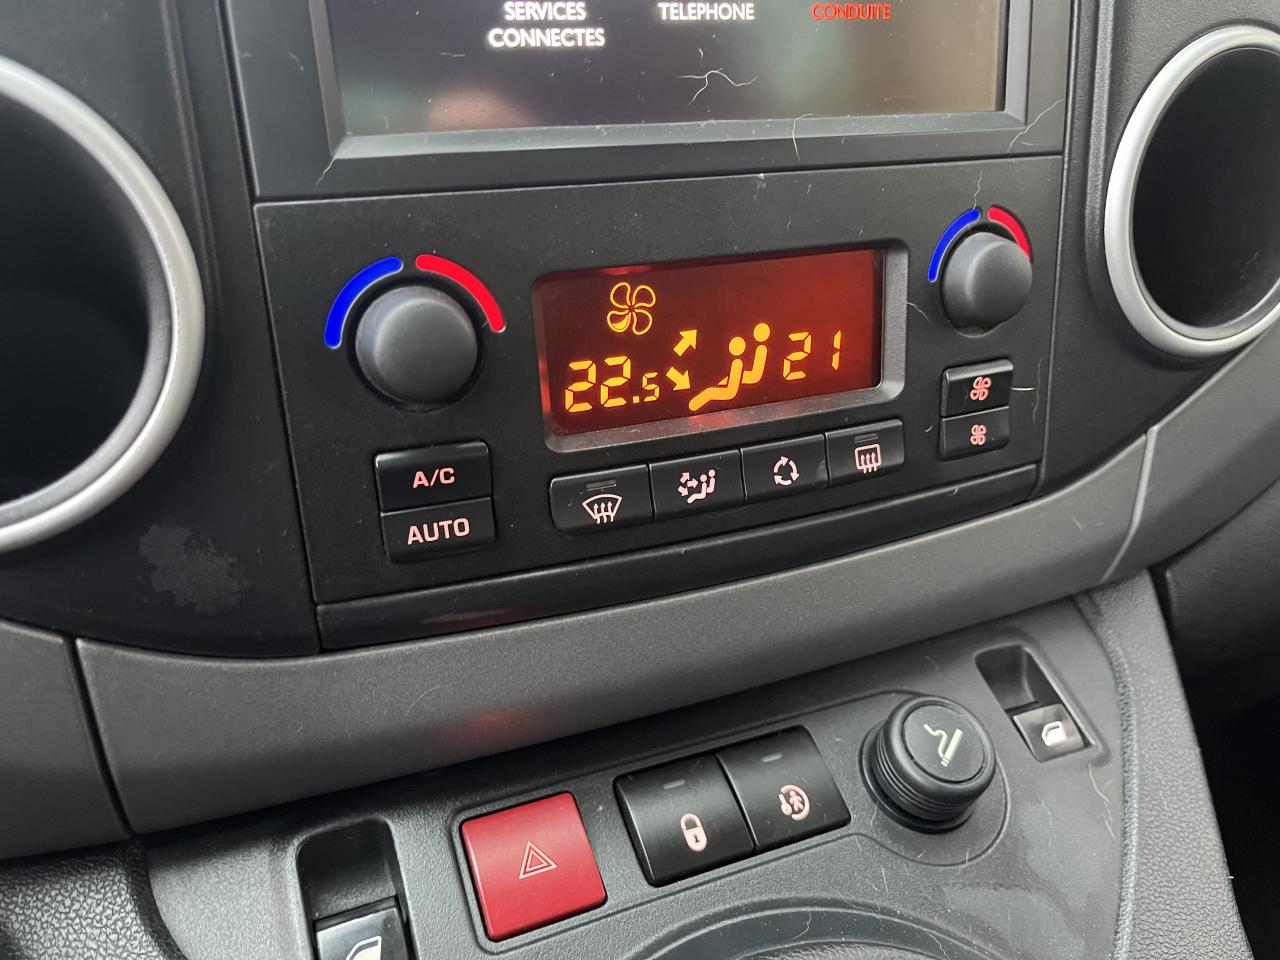 SERVICES
CONNECTES
TELEPHONE
CONDUITE
22.5
21
A/C
AUTO